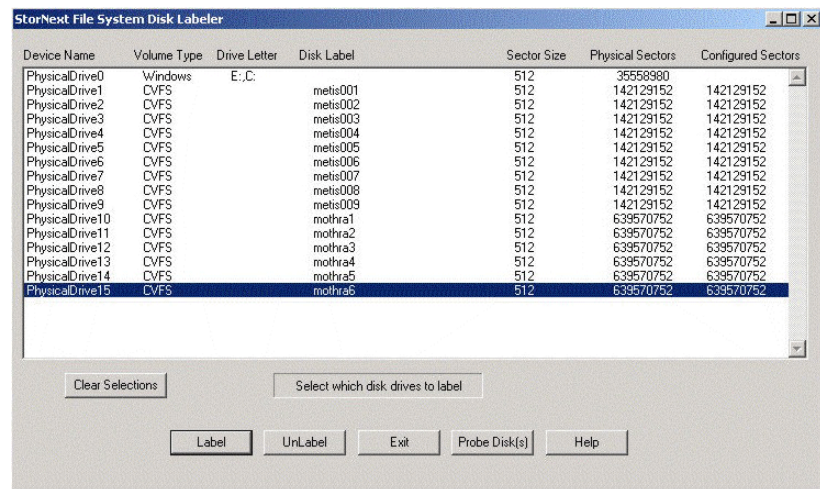 StorNext File System Disk Labeler
Device Name Volume Type Drive Letter Disk Label Sector Size Physical Sectors Configured Sectors
PhysicalDrive0 Windows E:,C: 512 35558980
PhysicalDrive1 CVFS metis001 512 142129152 142129152
PhysicalDrive2 CVFS metis002 512 142129152 142129152
PhysicalDrive3 CVFS metis003 512 142129152 142129152
PhysicalDrive4 CVFS metis004 512 142129152 142129152
PhysicalDrive5 CVFS metis005 512 142129152 142129152
PhysicalDrive6 CVFS metis006 512 142129152 142129152
PhysicalDrive7 CVFS metis007 512 142129152 142129152
PhysicalDrive8 CVFS metis008 512 142129152 142129152
PhysicalDrive9 CVFS metis009 512 142129152 142129152
PhysicalDrive10 CVFS mothra1 512 639570752 639570752
PhysicalDrive11 CVFS mothra2 512 639570752 639570752
PhysicalDrive12 CVFS mothra3 512 639570752 639570752
PhysicalDrive13 CVFS mothra4 512 639570752 639570752
PhysicalDrive14 CVFS mothra5 512 639570752 639570752
PhysicalDrive15 CVFS mothra6 512 639570752 639570752
Clear Selections Select which disk drives to label
Label UnLabel Exit Probe Disk(s) Help